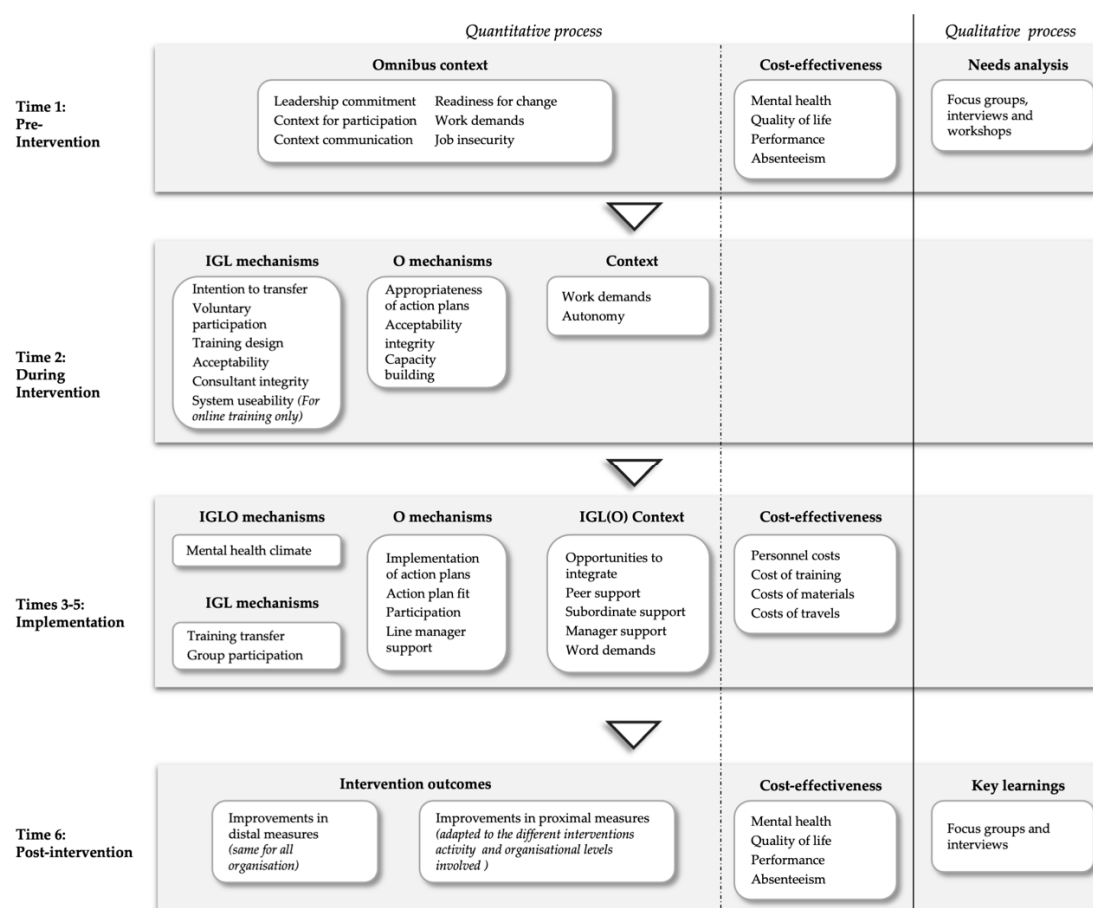 Quantitative process
Qualitative process
Time 1:
Pre-
Intervention
Omnibus context
Leadership commitment
Context for participation
Context communication
Readiness for change
Work demands
Job insecurity
Cost-effectiveness
Mental health
Quality of life
Performance
Absenteeism
Needs analysis
Focus groups,
interviews and
workshops
Time 2:
During
Intervention
IGL mechanisms
Intention to transfer
Voluntary
participation
Training design
Acceptability
Consultant integrity
System useability (For
online training only)
O mechanisms
Appropriateness
of action plans
Acceptability
integrity
Capacity
building
Context
Work demands
Autonomy
Times 3-5:
Implementation
IGLO mechanisms
Mental health climate
IGL mechanisms
Training transfer
Group participation
O mechanisms
Implementation
of action plans
Action plan fit
Participation
Line manager
support
IGL(O) Context
Opportunities to
integrate
Peer support
Subordinate support
Manager support
Word demands
Cost-effectiveness
Personnel costs
Cost of training
Costs of materials
Costs of travels
Time 6:
Post-intervention
Intervention outcomes
Improvements in
distal measures
(same for all
organisation)
Improvements in proximal measures
(adapted to the different interventions
activity and organisational levels
involved )
Cost-effectiveness
Mental health
Quality of life
Performance
Absenteeism
Key learnings
Focus groups and
interviews